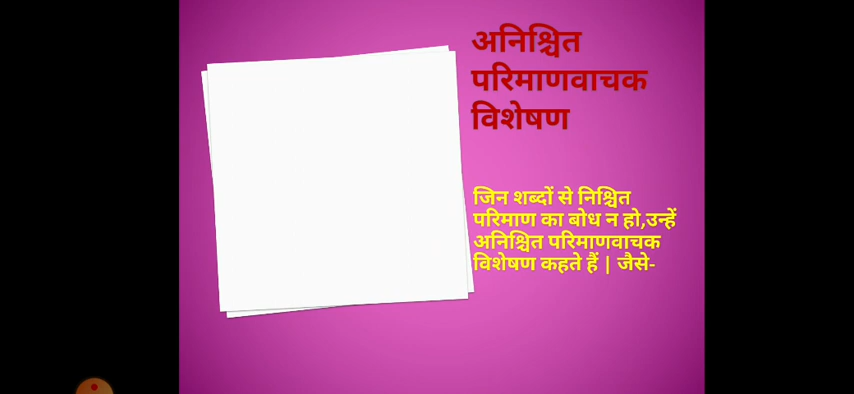 अनिश्चित
परिमाणवाचक
विशेषण
जिन शब्दों से निश्चित
परिमाण का बोध न हो,उन्हें
अनिश्चित परिमाणवाचक
विशेषण कहते हैं | जैसे-